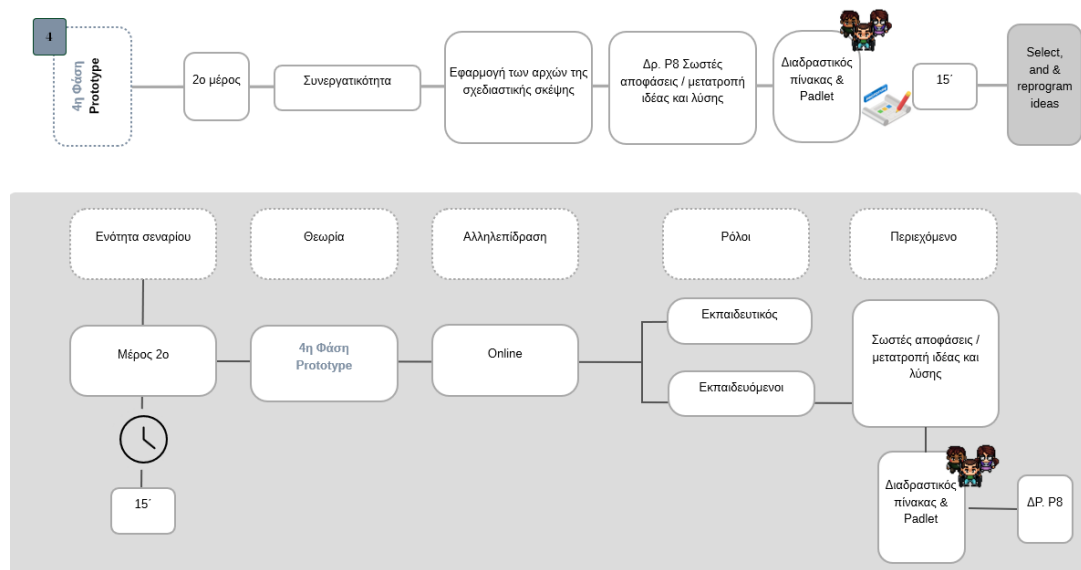 4
4η Φάση
Prototype
2ο μέρος
Συνεργατικότητα
Εφαρμογή των αρχών της
σχεδιαστικής σκέψης
Δρ. P8 Σωστές
αποφάσεις / μετατροπή
ιδέας και λύσης
Διαδραστικός
πίνακας &
Padlet
15΄
Select,
and &
reprogram
ideas
Ενότητα σεναρίου
Θεωρία
Αλληλεπίδραση
Ρόλοι
Περιεχόμενο
Μέρος 2ο
4η Φάση
Prototype
Online
Εκπαιδευτικός
Εκπαιδευόμενοι
Σωστές αποφάσεις /
μετατροπή ιδέας και
λύσης
15΄
Διαδραστικός
πίνακας &
Padlet
ΔΡ. P8